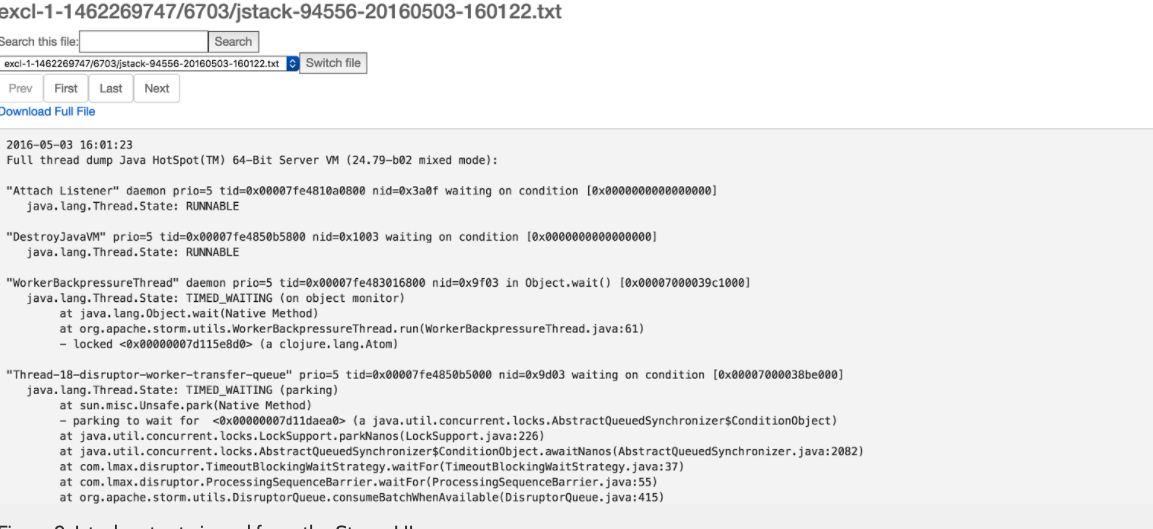 excl-1-1462269747/6703/jstack-94556-20160503-160122.txt
Search this file: Search
excl-1-1462269747/6703/jstack-94556-20160503-160122.txt Switch file
Prev First Last Next
Download Full File
2016-05-03 16:01:23
Full thread dump Java HotSpot(TM) 64-Bit Server VM (24.79-b02 mixed mode):
"Attach Listener" daemon prio=5 tid=0x00007fe4810a0800 nid=0x3a0f waiting on condition [0x0000000000000000]
java.lang.Thread.State: RUNNABLE
"DestroyJavaVM" prio=5 tid=0x00007fe4850b5800 nid=0x1003 waiting on condition [0x0000000000000000]
java.lang.Thread.State: RUNNABLE
"WorkerBackpressureThread" daemon prio=5 tid=0x00007fe483016800 nid=0x9f03 in Object.wait() [0x00007000039c1000]
java.lang.Thread.State: TIMED_WAITING (on object monitor)
at java.lang.Object.wait(Native Method)
at org.apache.storm.utils.WorkerBackpressureThread.run(WorkerBackpressureThread.java:61)
- locked <0x00000007d115e8d0> (a clojure.lang.Atom)
"Thread-18-disruptor-worker-transfer-queue" prio=5 tid=0x00007fe4850b5000 nid=0x9d03 waiting on condition [0x00007000038be000]
java.lang.Thread.State: TIMED_WAITING (parking)
at sun.misc.Unsafe.park(Native Method)
- parking to wait for <0x00000007d11daea0> (a java.util.concurrent.locks.AbstractQueuedSynchronizer$ConditionObject)
at java.util.concurrent.locks.LockSupport.parkNanos(LockSupport.java:226)
at java.util.concurrent.locks.AbstractQueuedSynchronizer$ConditionObject.awaitNanos(AbstractQueuedSynchronizer.java:2082)
at com.lmax.disruptor.TimeoutBlockingWaitStrategy.waitFor(TimeoutBlockingWaitStrategy.java:37)
at com.lmax.disruptor.ProcessingSequenceBarrier.waitFor(ProcessingSequenceBarrier.java:55)
at org.apache.storm.utils.DisruptorQueue.consumeBatchWhenAvailable(DisruptorQueue.java:415)